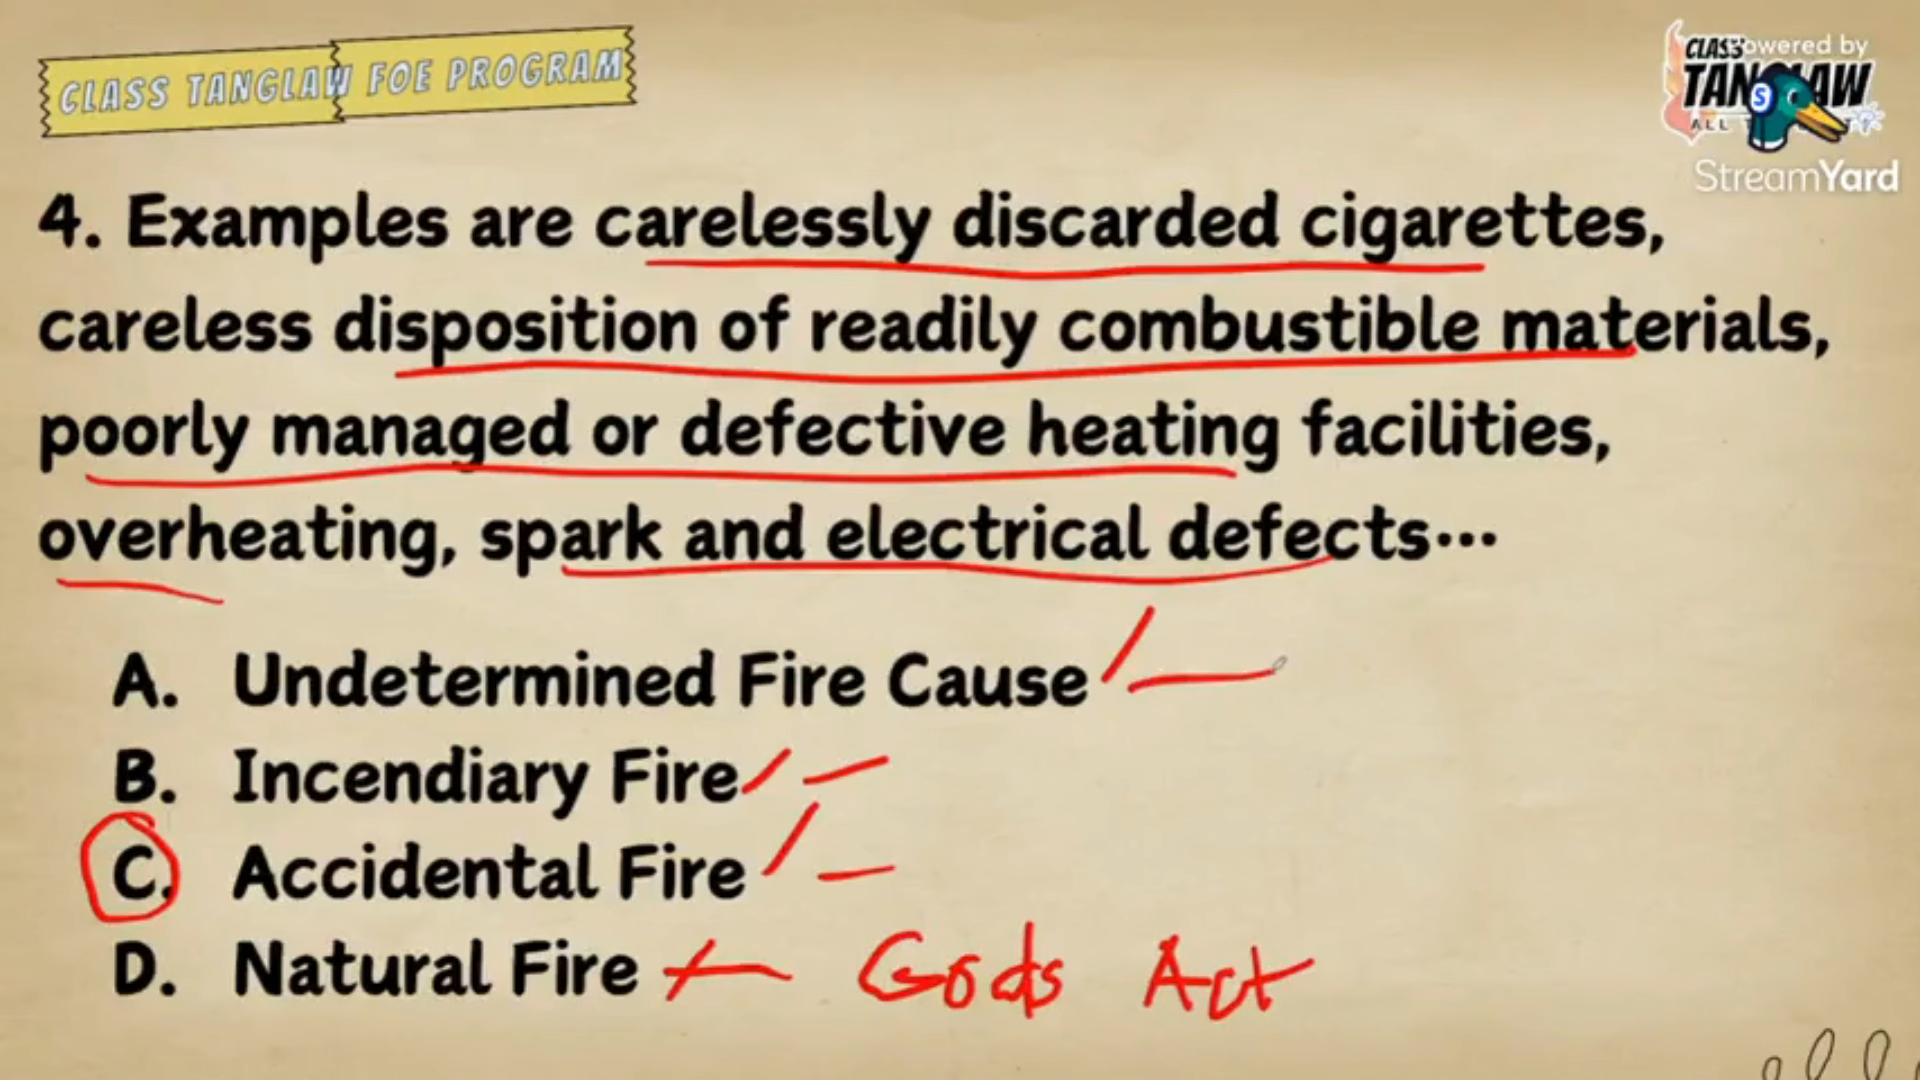 CLASS TANGLAW FOE PROGRAM
CLASS Powered by
TANGLAW
ALL
StreamYard
4. Examples are carelessly discarded cigarettes,
careless disposition of readily combustible materials,
poorly managed or defective heating facilities,
overheating, spark and electrical defects...
A. Undetermined Fire Cause
B. Incendiary Fire
C. Accidental Fire
D. Natural Fire Gods Act